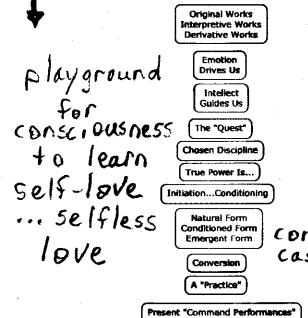 Original Works
Interpretive Works
Derivative Works
Emotion
Drives Us
Intellect
Guides Us
The "Quest"
Chosen Discipline
True Power Is...
Initiation...Conditioning
Natural Form
Conditioned Form
Emergent Form
Conversion
A "Practice"
Present "Command Performances"
playground
for
consciousness
to learn
self-love
... selfless
love